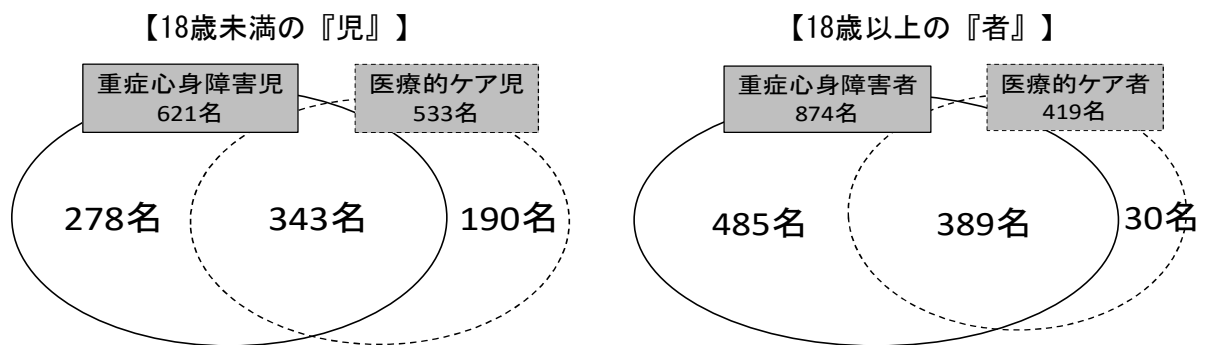 【18歳未満の『児』】
重症心身障害児
621名
医療的ケア児
533名
278名
343名
190名
【18歳以上の『者』】
重症心身障害者
874名
医療的ケア者
419名
485名
389名
30名